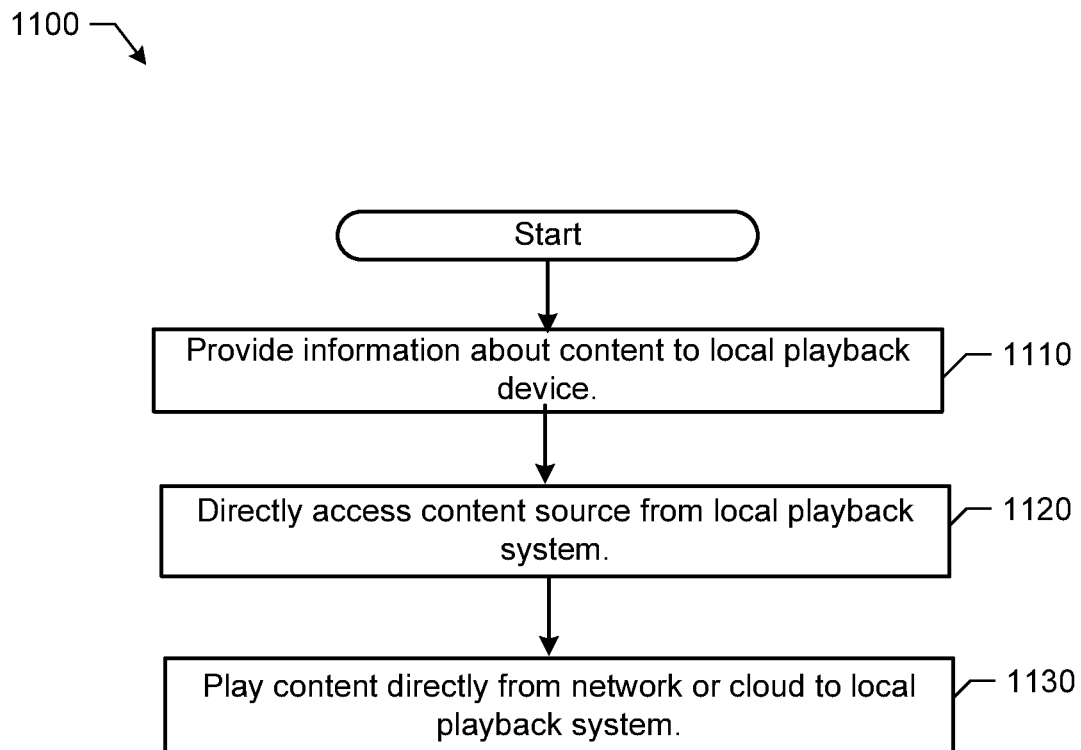 1100
Start
Provide information about content to local playback
device.
1110
Directly access content source from local playback
system.
1120
Play content directly from network or cloud to local
playback system.
1130